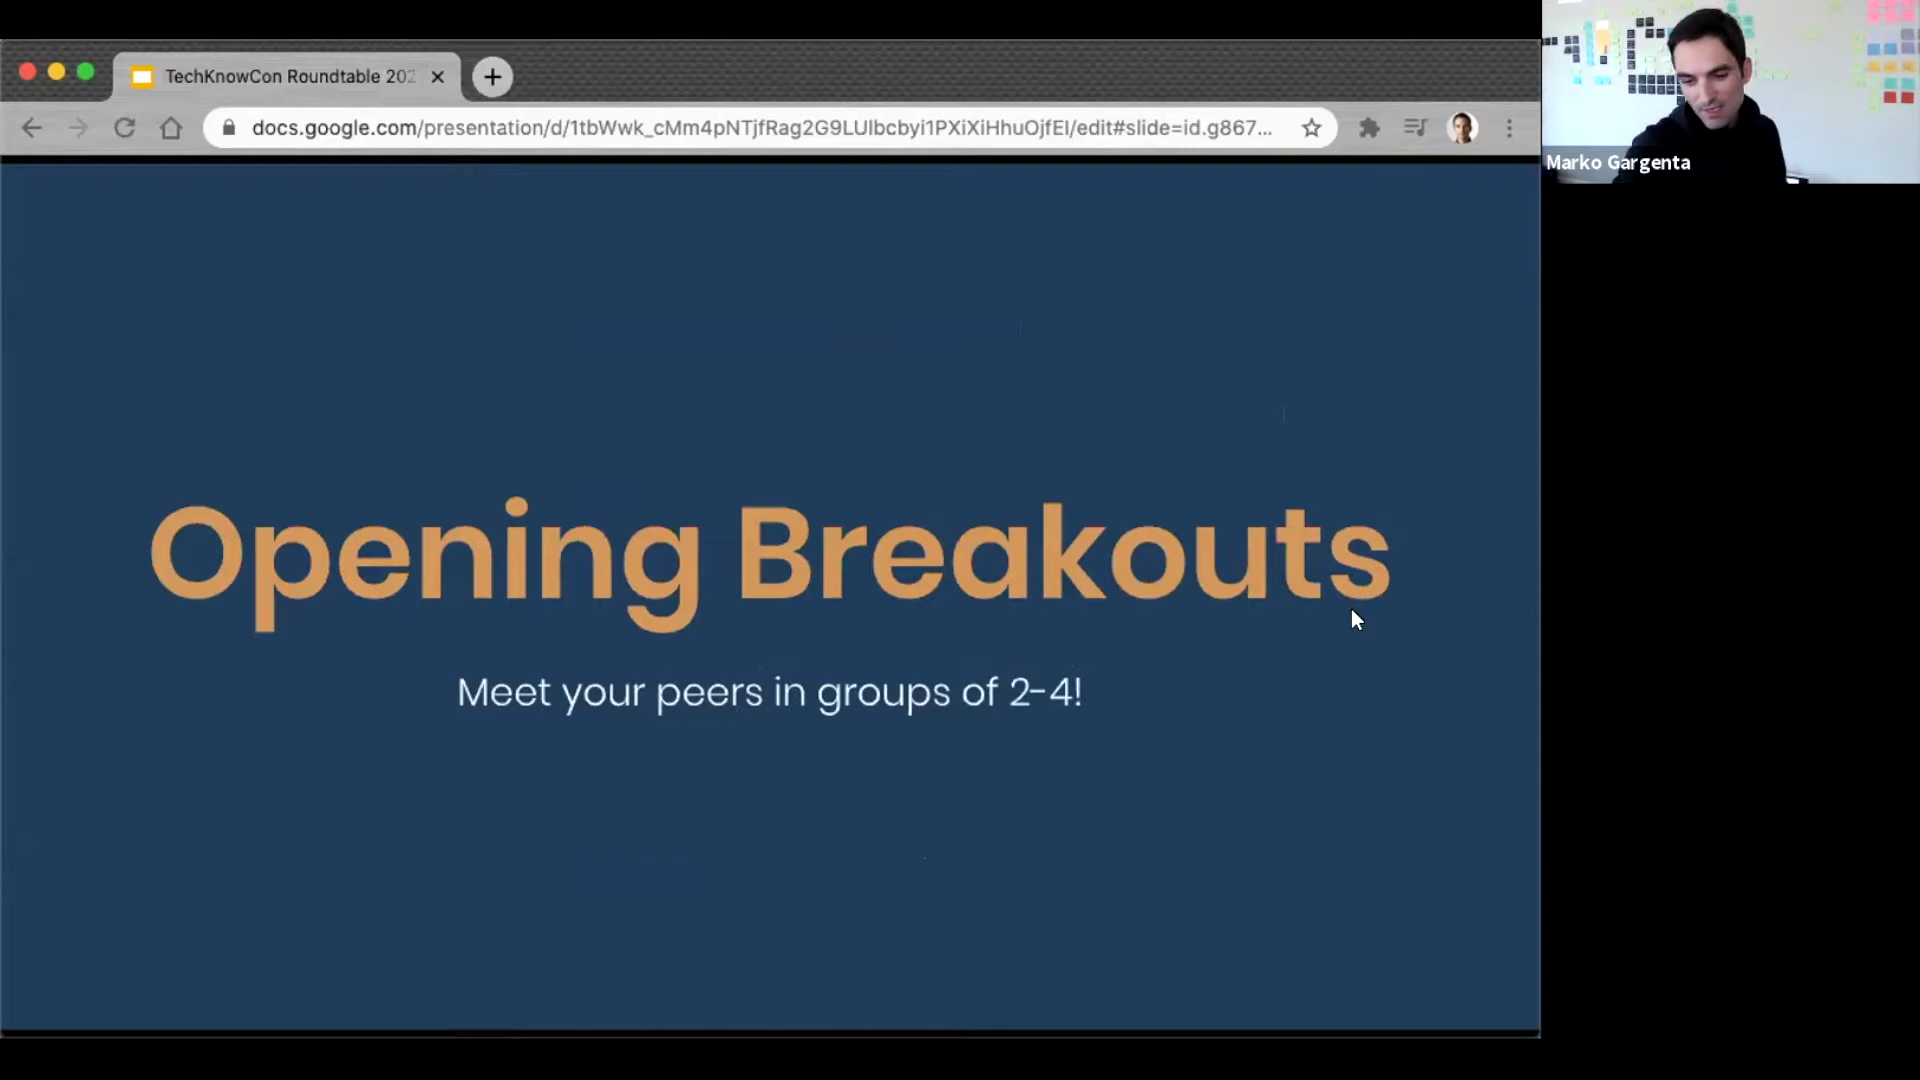 TechKnowCon Roundtable 202
docs.google.com/presentation/d/1tbWwk_cMm4pNTjfRag2G9LUlbcbyi1PXiXiHhuOjfEI/edit#slide=id.g867...
Marko Gargenta
Opening Breakouts
Meet your peers in groups of 2-4!